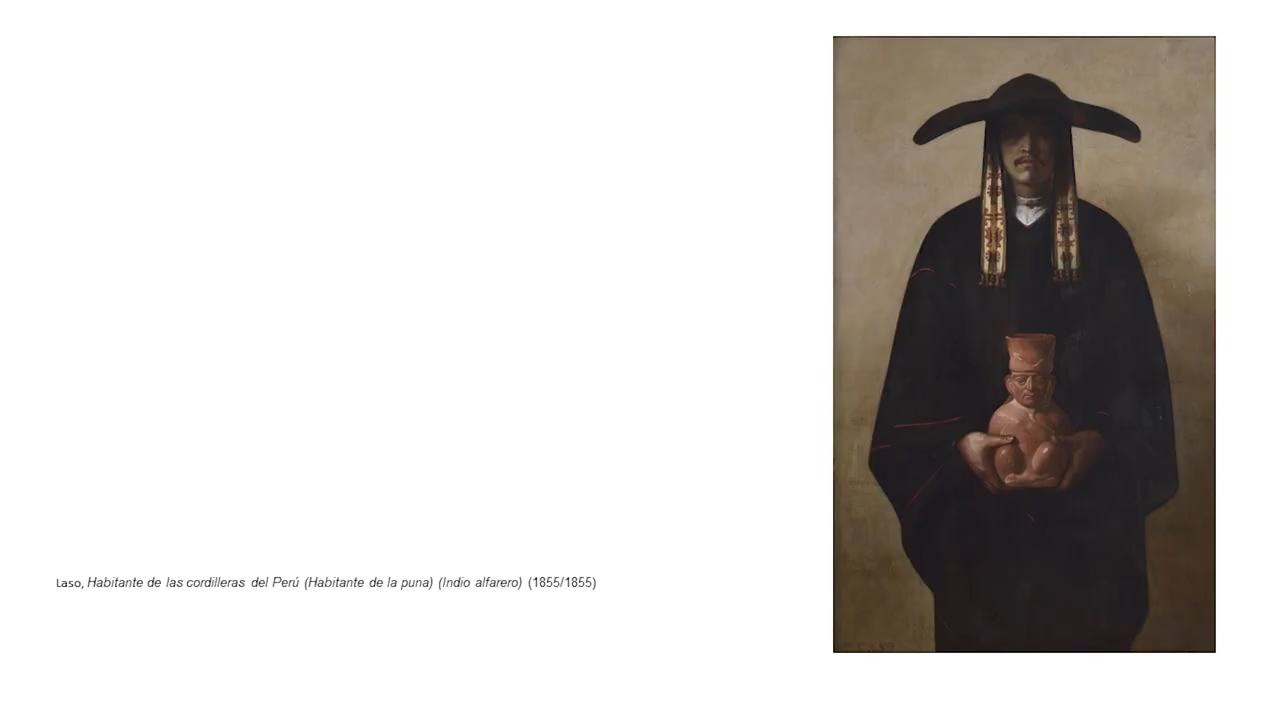 Laso, Habitante de las cordilleras del Perú (Habitante de la puna) (Indio alfarero) (1855/1855)